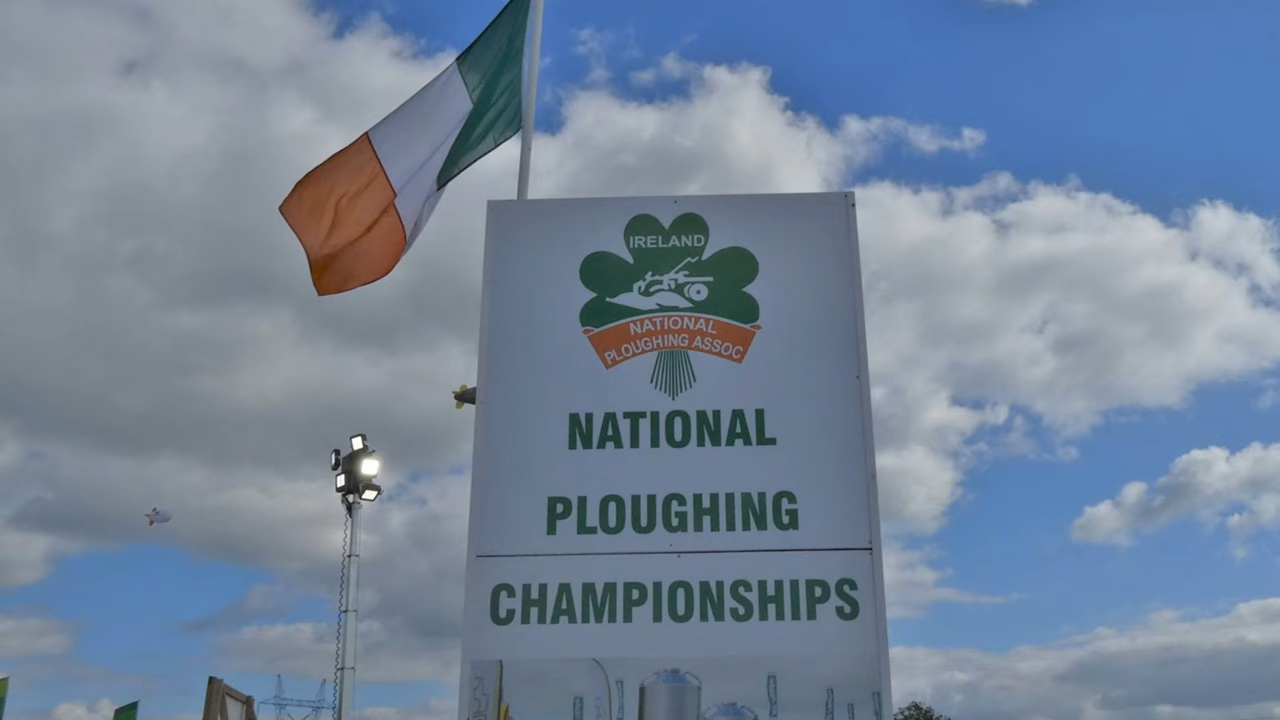 IRELAND
NATIONAL
PLOUGHING ASSOC
NATIONAL
PLOUGHING
CHAMPIONSHIPS